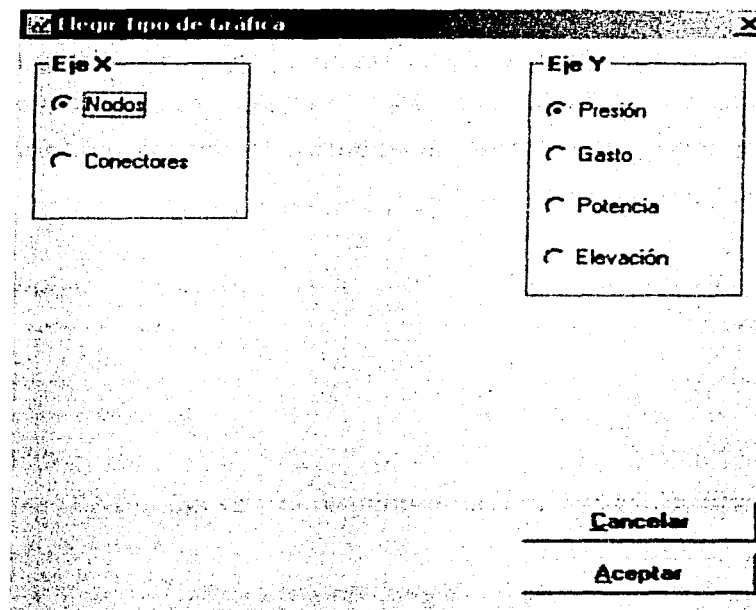 Elegir Tipo de Gráfica
Eje X
Nodos
Conectores
Eje Y
Presión
Gasto
Potencia
Elevación
Cancelar
Aceptar